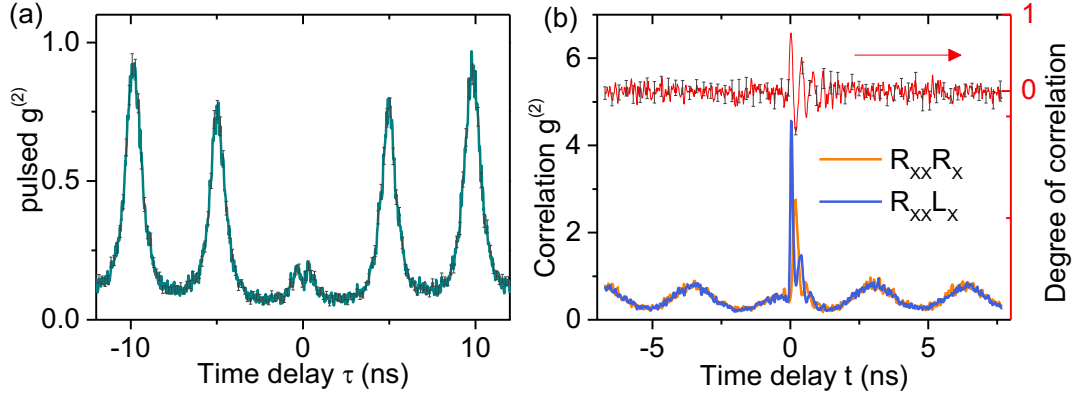 (a)
pulsed g(2)
1.0
0.5
0.0
-10
0
10
Time delay τ (ns)
(b)
Correlation g(2)
6
4
2
0
-5
0
5
Time delay t (ns)
RXXRX
RXXLX
1
0
Degree of correlation